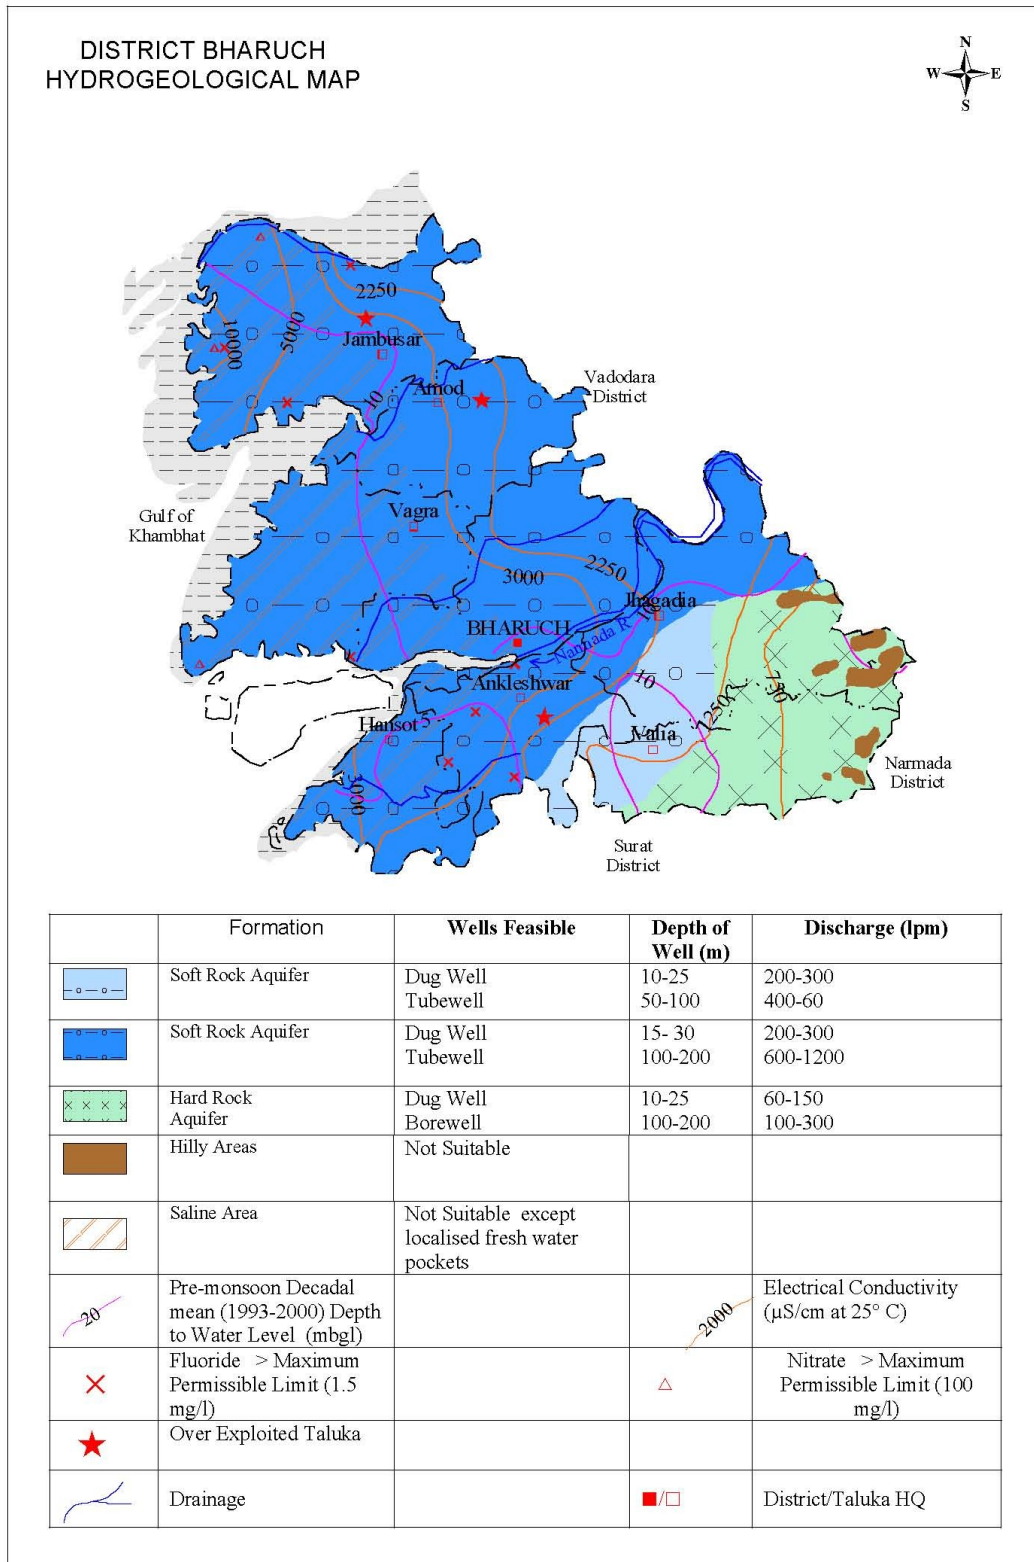 DISTRICT BHARUCH
HYDROGEOLOGICAL MAP
N
W E
S
2250
5000
10000
Jambusar
Amod
10
Vadodara
District
Gulf of
Khambhat
Vagra
3000
2250
Jhagadia
BHARUCH
Narmada R
10
Ankleshwar
10
Hansot
5
Valia
1250
750
3000
Narmada
District
Surat
District
Formation Wells Feasible Depth of Well (m) Discharge (lpm)
Soft Rock Aquifer Dug Well 10-25 200-300
Tubewell 50-100 400-60
Soft Rock Aquifer Dug Well 15- 30 200-300
Tubewell 100-200 600-1200
Hard Rock Dug Well 10-25 60-150
Aquifer Borewell 100-200 100-300
Hilly Areas Not Suitable
Saline Area Not Suitable except
localised fresh water
pockets
20 Pre-monsoon Decadal
mean (1993-2000) Depth
to Water Level (mbgl)
2000 Electrical Conductivity
(µS/cm at 25° C)
Fluoride > Maximum
Permissible Limit (1.5
mg/l)
Nitrate > Maximum
Permissible Limit (100
mg/l)
Over Exploited Taluka
Drainage
District/Taluka HQ